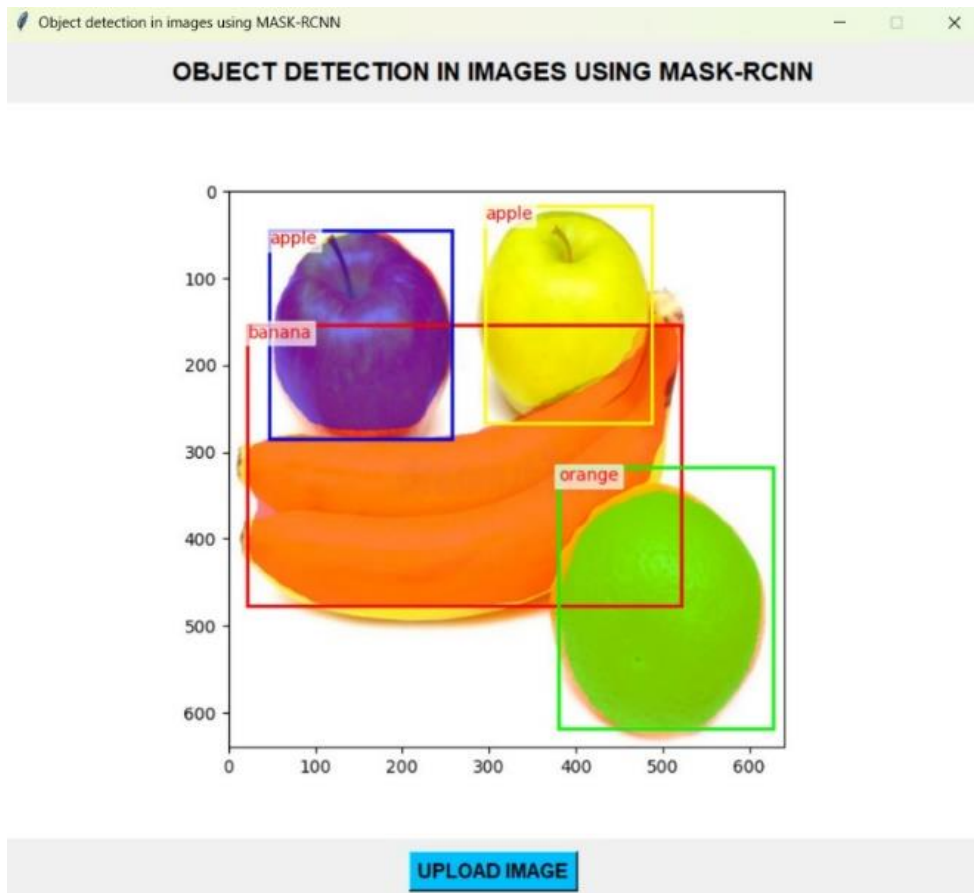 Object detection in images using MASK-RCNN
OBJECT DETECTION IN IMAGES USING MASK-RCNN
0
100
200
300
400
500
600
apple
apple
banana
orange
0 100 200 300 400 500 600
UPLOAD IMAGE